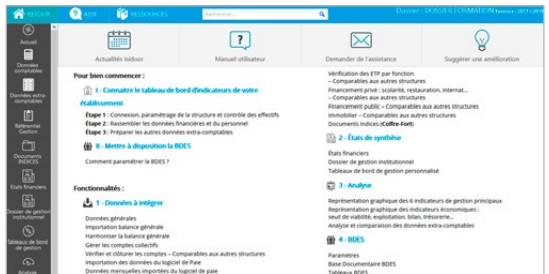 RETOUR
AIDE
RESSOURCES
Rechercher...
Dossier : DOSSIER FORMATION
Accueil
Données
comptables
Données extra-
comptables
Référentiel
Gestion
Documents
INDICES
États financiers
Dossier de gestion
institutionnel
Tableaux de bord
de gestion
Analyse
Actualités Isidoor
Manuel utilisateur
Demander de l'assistance
Suggérer une amélioration
Pour bien commencer :
I - Connaitre le tableau de bord d'indicateurs de votre
établissement
Étape 1 : Connexion, paramétrage de la structure et contrôle des effectifs
Étape 2 : Rassembler les données financières et du personnel
Étape 3 : Préparer les autres données extra-comptables
II - Mettre à disposition la BDES
Comment paramétrer la BDES ?
Fonctionnalités :
1 - Données à intégrer
Données générales
Importation balance générale
Harmoniser la balance générale
Gérer les comptes collectifs
Vérifier et clôturer les comptes – Comparables aux autres structures
Importation des données du logiciel de Paie
Données mensuelles importées du logiciel de paie
Vérification des ETP par fonction
– Comparables aux autres structures
Financement privé : scolarité, restauration, internat...
– Comparables aux autres structures
Financement public – Comparables aux autres structures
Immobilier – Comparables aux autres structures
Documents Indices (Coffre-Fort)
2 - États de synthèse
États financiers
Dossier de gestion institutionnel
Tableaux de bord de gestion personnalisé
3 - Analyse
Représentation graphique des 6 indicateurs de gestion principaux
Représentation graphique des indicateurs économiques :
seuil de viabilité, exploitation, bilan, trésorerie...
Analyse et comparaison des données extra-comptables
4 - BDES
Paramètres
Base Documentaire BDES
Tableaux BDES